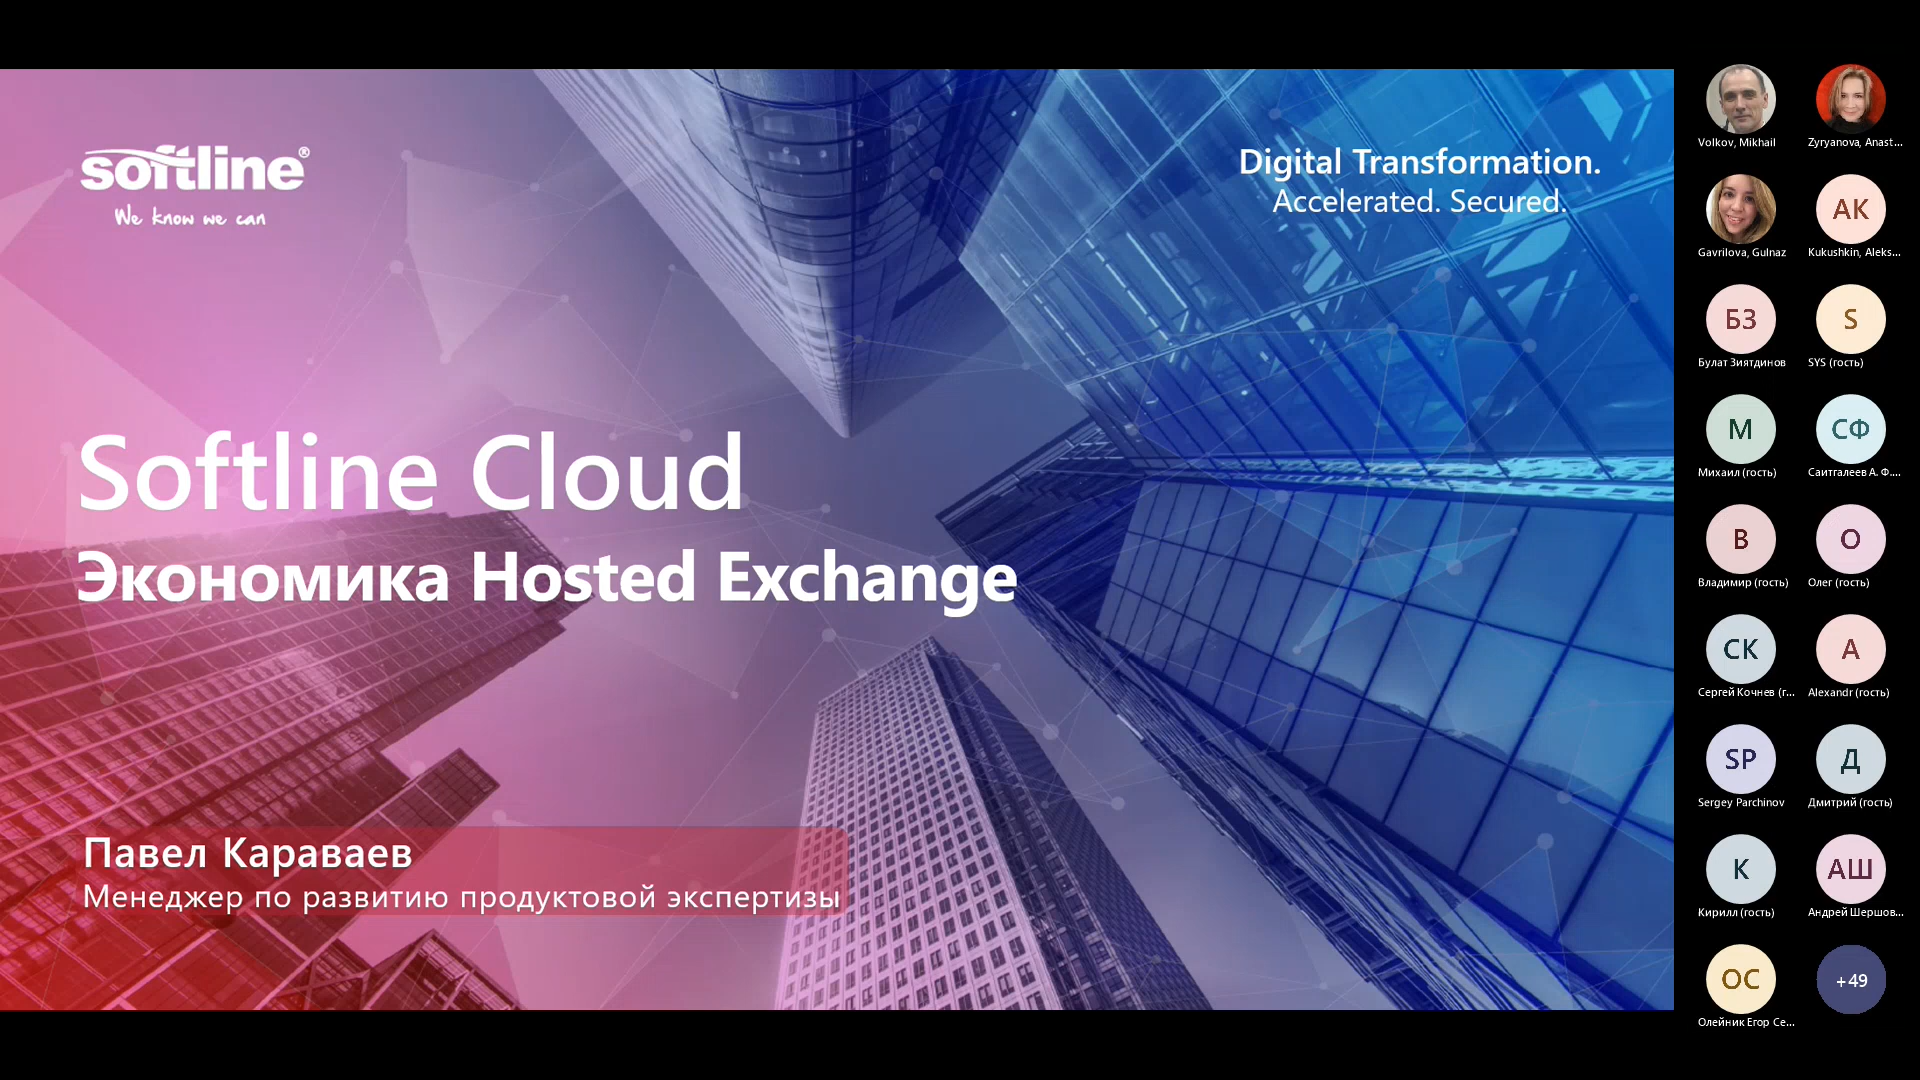 softline®
We know we can
Digital Transformation.
Accelerated. Secured.
Softline Cloud
Экономика Hosted Exchange
Павел Караваев
Менеджер по развитию продуктовой экспертизы
Volkov, Mikhail
Zyryanova, Anast...
Gavrilova, Gulnaz
АК
Kukushkin, Aleks...
БЗ
Булат Зиятдинов
S
SYS (гость)
М
Михаил (гость)
СФ
Саитгалеев А. Ф....
В
Владимир (гость)
О
Олег (гость)
СК
Сергей Кочнев (г...
A
Alexandr (гость)
SP
Sergey Parchinov
Д
Дмитрий (гость)
К
Кирилл (гость)
АШ
Андрей Шершов...
ОС
Олейник Егор Се...
+49